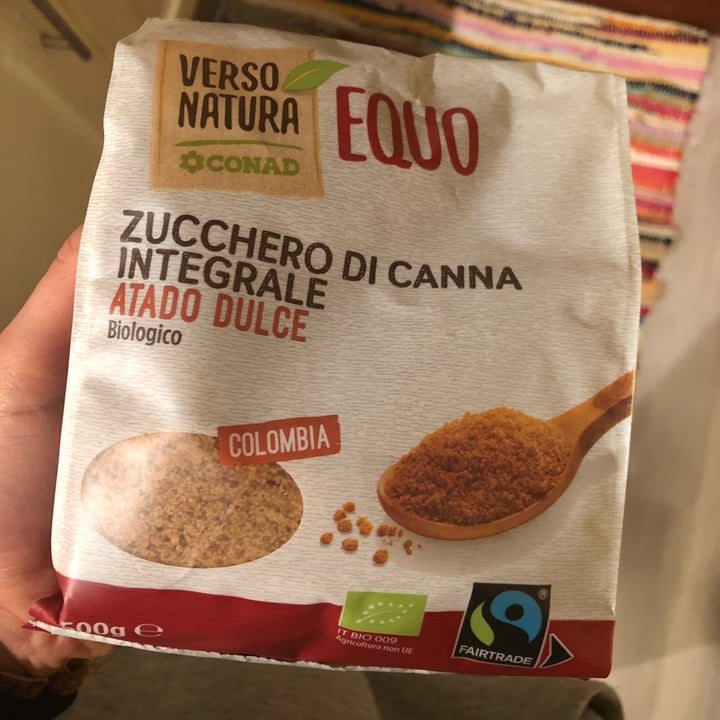 VERSO
NATURA
CONAD
EQUO
ZUCCHERO DI CANNA
INTEGRALE
ATADO DULCE
Biologico
COLOMBIA
500g e
IT BIO 009
Agricoltura non UE
FAIRTRADE
®